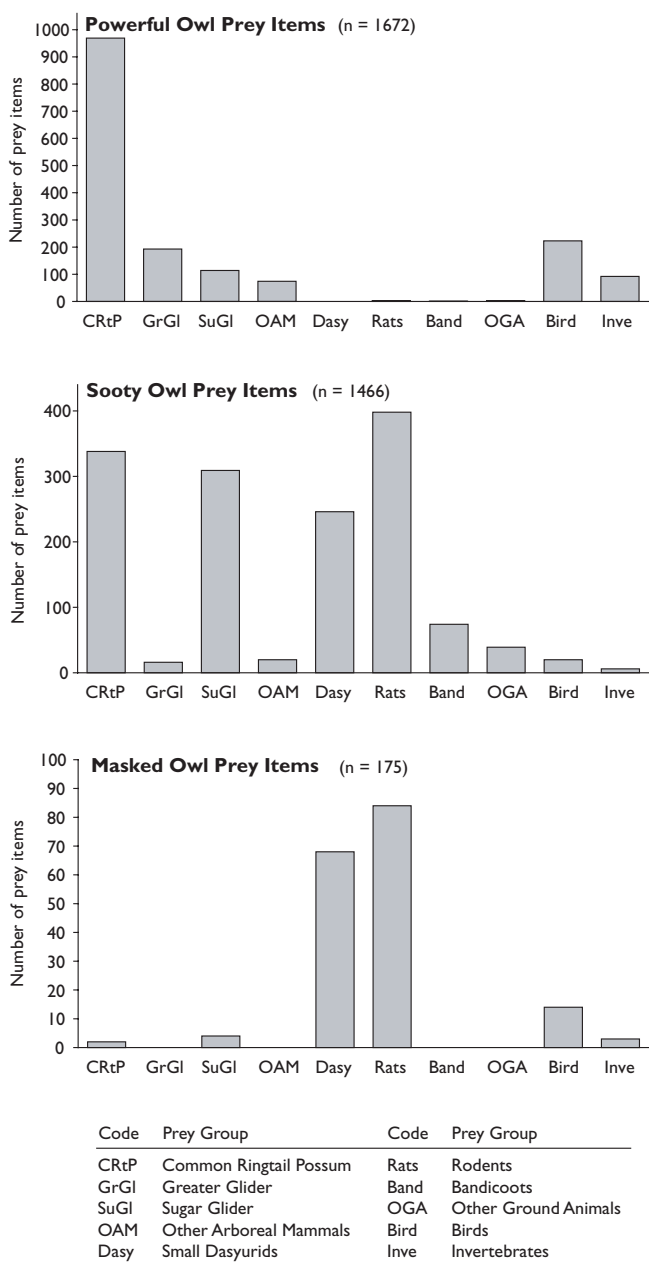 Powerful Owl Prey Items (n = 1672)
Number of prey items
1000
900
800
700
600
500
400
300
200
100
0
CRtP GrGl SuGl OAM Dasy Rats Band OGA Bird Inve
Sooty Owl Prey Items (n = 1466)
Number of prey items
400
300
200
100
0
CRtP GrGl SuGl OAM Dasy Rats Band OGA Bird Inve
Masked Owl Prey Items (n = 175)
Number of prey items
100
90
80
70
60
50
40
30
20
10
0
CRtP GrGl SuGl OAM Dasy Rats Band OGA Bird Inve
Code Prey Group Code Prey Group
CRtP Common Ringtail Possum Rats Rodents
GrGl Greater Glider Band Bandicoots
SuGl Sugar Glider OGA Other Ground Animals
OAM Other Arboreal Mammals Bird Birds
Dasy Small Dasyurids Inve Invertebrates